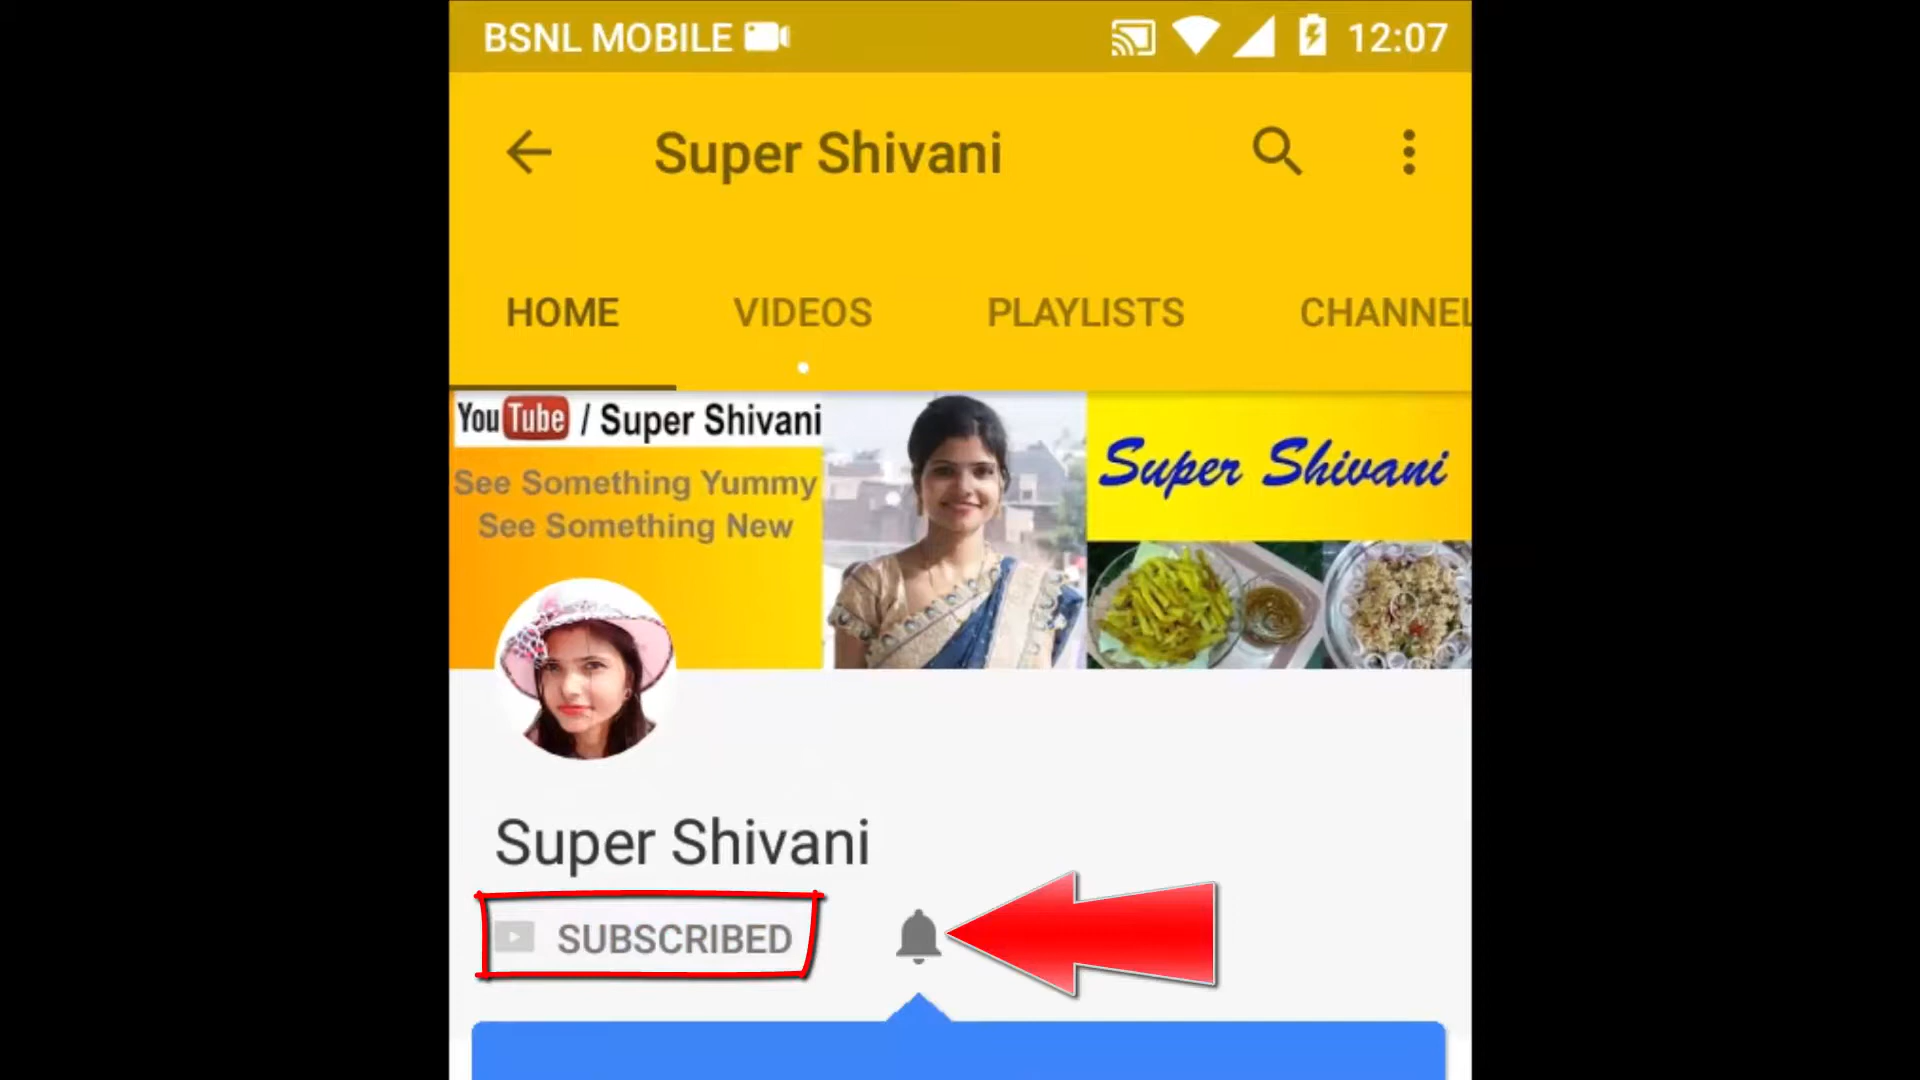 BSNL MOBILE 12:07
Super Shivani
HOME VIDEOS PLAYLISTS CHANNEL
YouTube / Super Shivani
See Something Yummy
See Something New
Super Shivani
Super Shivani
SUBSCRIBED